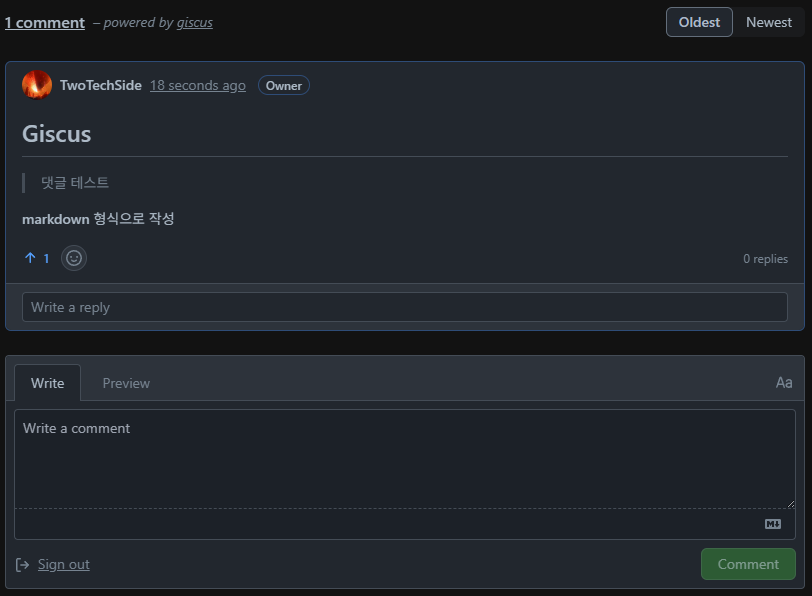 1 comment – powered by giscus
Oldest Newest
TwoTechSide 18 seconds ago Owner
Giscus
댓글 테스트
markdown 형식으로 작성
1
0 replies
Write a reply
Write Preview Aa
Write a comment
M
Sign out Comment